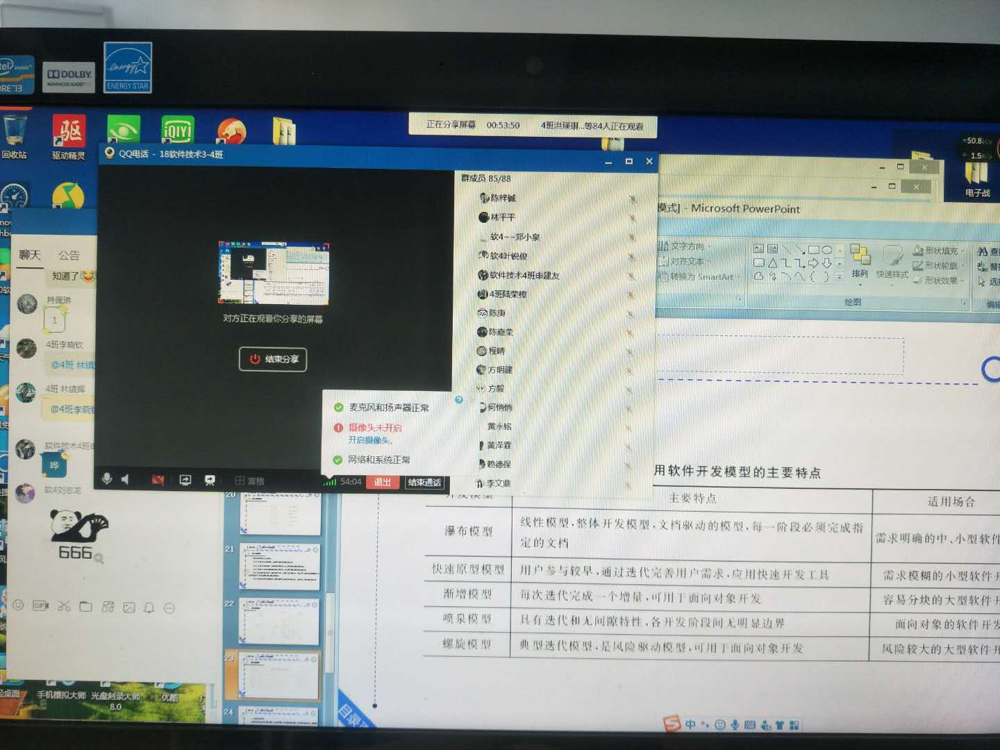 intel inside™
CORE™i3
DOLBY
ADVANCED AUDIO™
energy
ENERGY STAR
回收站
驱
驱动精灵
iQIYI
正在分享屏幕 00:53:50 4班洪瑛琪...等84人正在观看
50.8K/s
1.5K/s
电子战
QQ电话 - 18软件技术3-4班
群成员 85/88
陈梓铖
林平平
软4~~郑小泉
软4叶锐俊
软件技术4班申建友
4班陆荣樟
陈庚
陈嘉荣
程晴
方明建
方毅
何悄悄
黄永铭
黄泽霖
赖德保
李文鼎
对方正在观看你分享的屏幕
结束分享
麦克风和扬声器正常
摄像头未开启
开启摄像头。
网络和系统正常
宫格
54:04
退出
结束通话
聊天 公告
知道了
肖佩琳
1
4班李晓钦
@4班 林镇
4班 林镇辉
@4班李晓钦
软件技术4班申
哗
软4刘志龙
666
GIF
模式] - Microsoft PowerPoint
文字方向
对齐文本
转换为 SmartArt
排列
快速样式
形状填充
形状轮廓
形状效果
绘图
查
替
选
编辑
20
21
22
23
24
用软件开发模型的主要特点
开发模型 主要特点 适用场合
瀑布模型 线性模型,整体开发模型,文档驱动的模型,每一阶段必须完成指定的文档 需求明确的中、小型软件
快速原型模型 用户参与较早,通过迭代完善用户需求,应用快速开发工具 需求模糊的小型软件开
渐增模型 每次迭代完成一个增量,可用于面向对象开发 容易分块的大型软件开
喷泉模型 具有迭代和无间隙特性,各开发阶段间无明显边界 面向对象的软件开发
螺旋模型 典型迭代模型,是风险驱动模型,可用于面向对象开发 风险较大的大型软件开
目录
手机模拟大师
光盘刻录大师
8.0
优酷
S 中